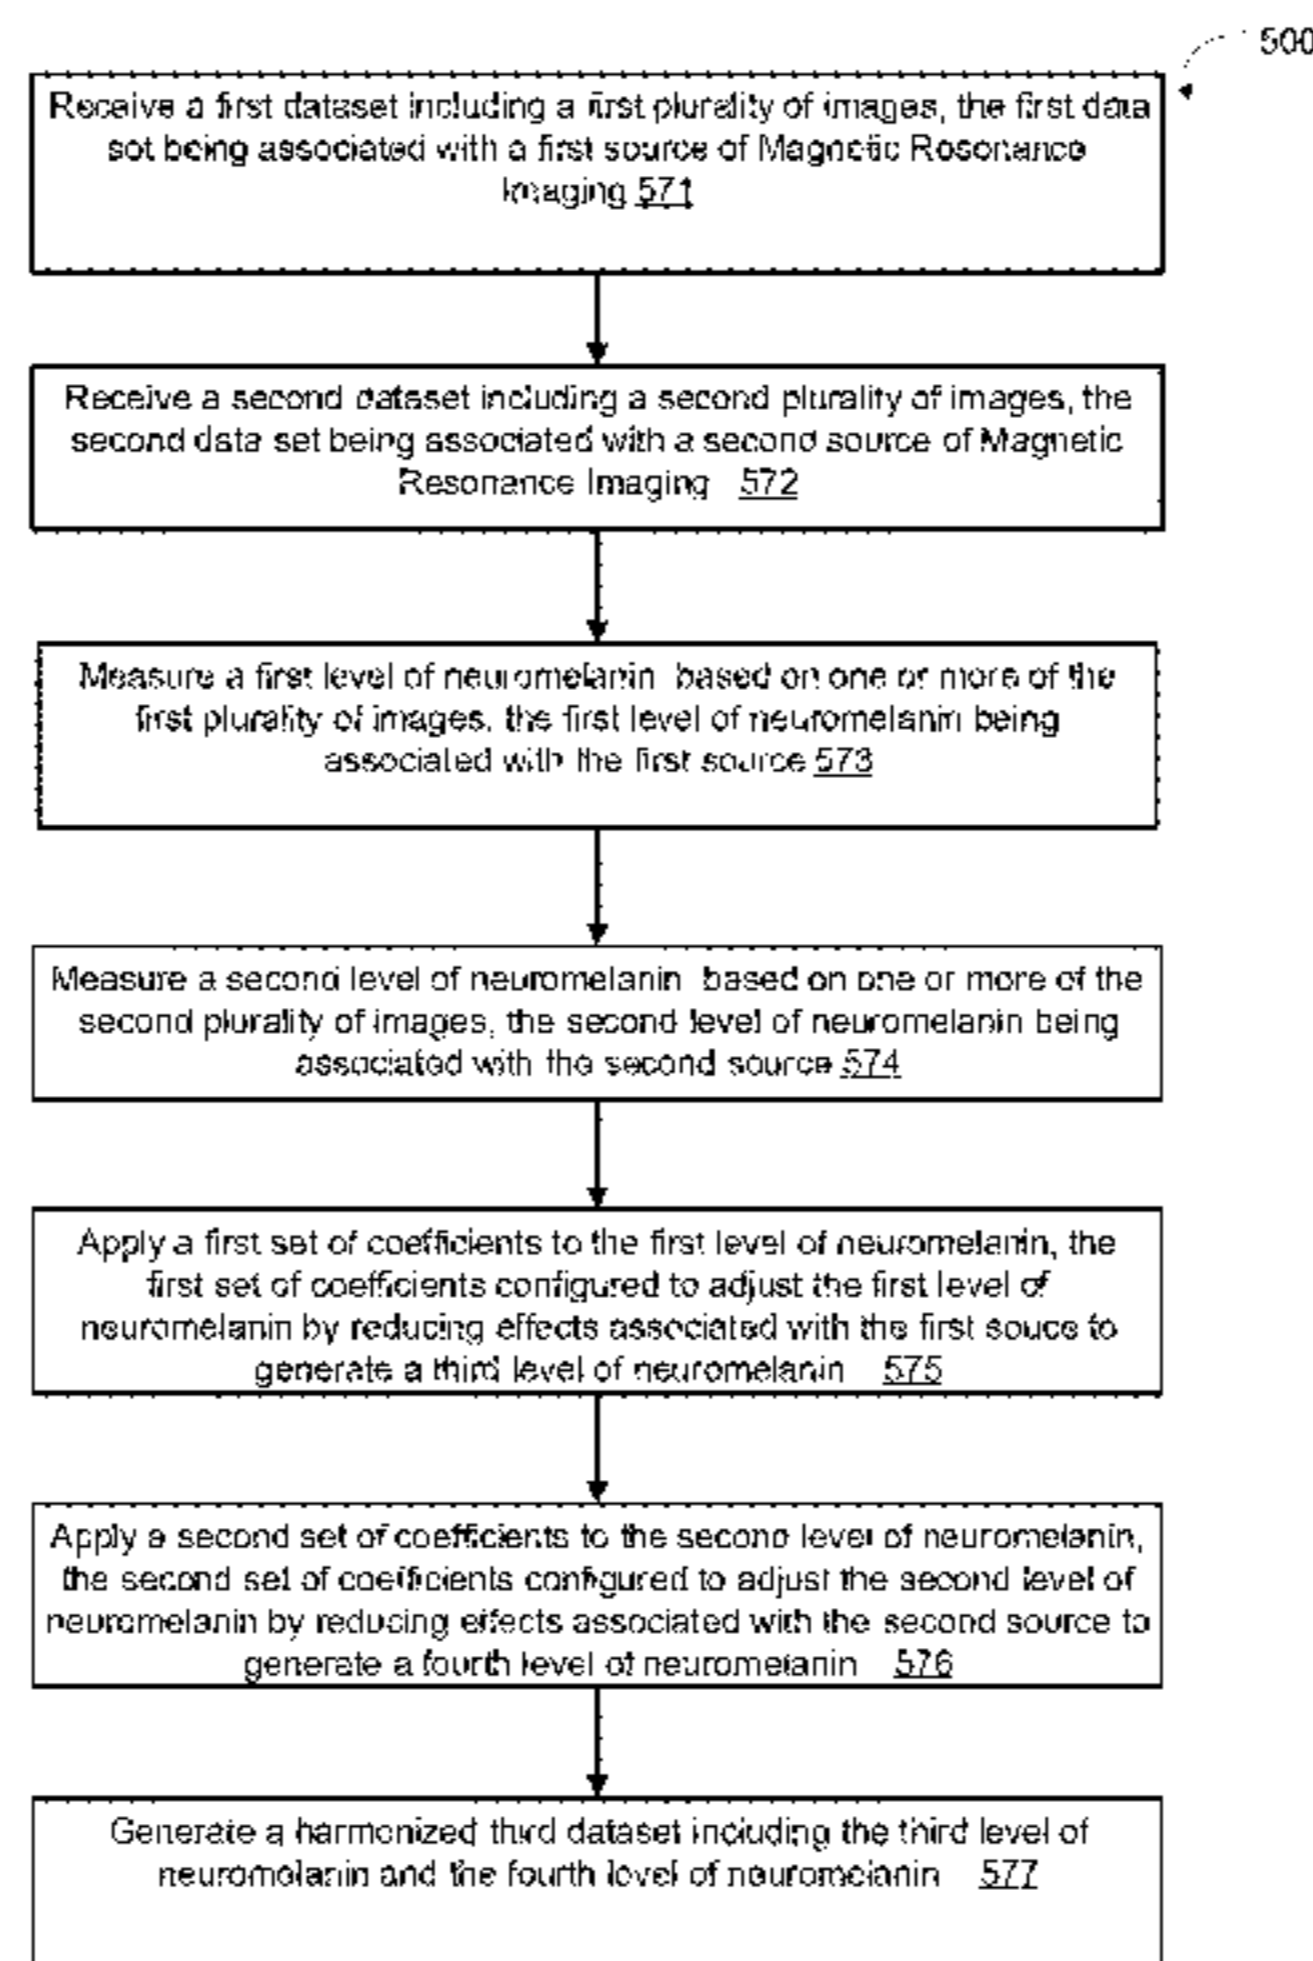 500
Receive a first dataset including a first plurality of images, the first data
set being associated with a first source of Magnetic Resonance
Imaging 571
Receive a second dataset including a second plurality of images, the
second data set being associated with a second source of Magnetic
Resonance Imaging 572
Measure a first level of neuromelanin based on one or more of the
first plurality of images, the first level of neuromelanin being
associated with the first source 573
Measure a second level of neuromelanin based on one or more of the
second plurality of images, the second level of neuromelanin being
associated with the second source 574
Apply a first set of coefficients to the first level of neuromelanin, the
first set of coefficients configured to adjust the first level of
neuromelanin by reducing effects associated with the first souce to
generate a third level of neuromelanin 575
Apply a second set of coefficients to the second level of neuromelanin,
the second set of coefficients configured to adjust the second level of
neuromelanin by reducing effects associated with the second source to
generate a fourth level of neuromelanin 576
Generate a harmonized third dataset including the third level of
neuromelanin and the fourth level of neuromelanin 577